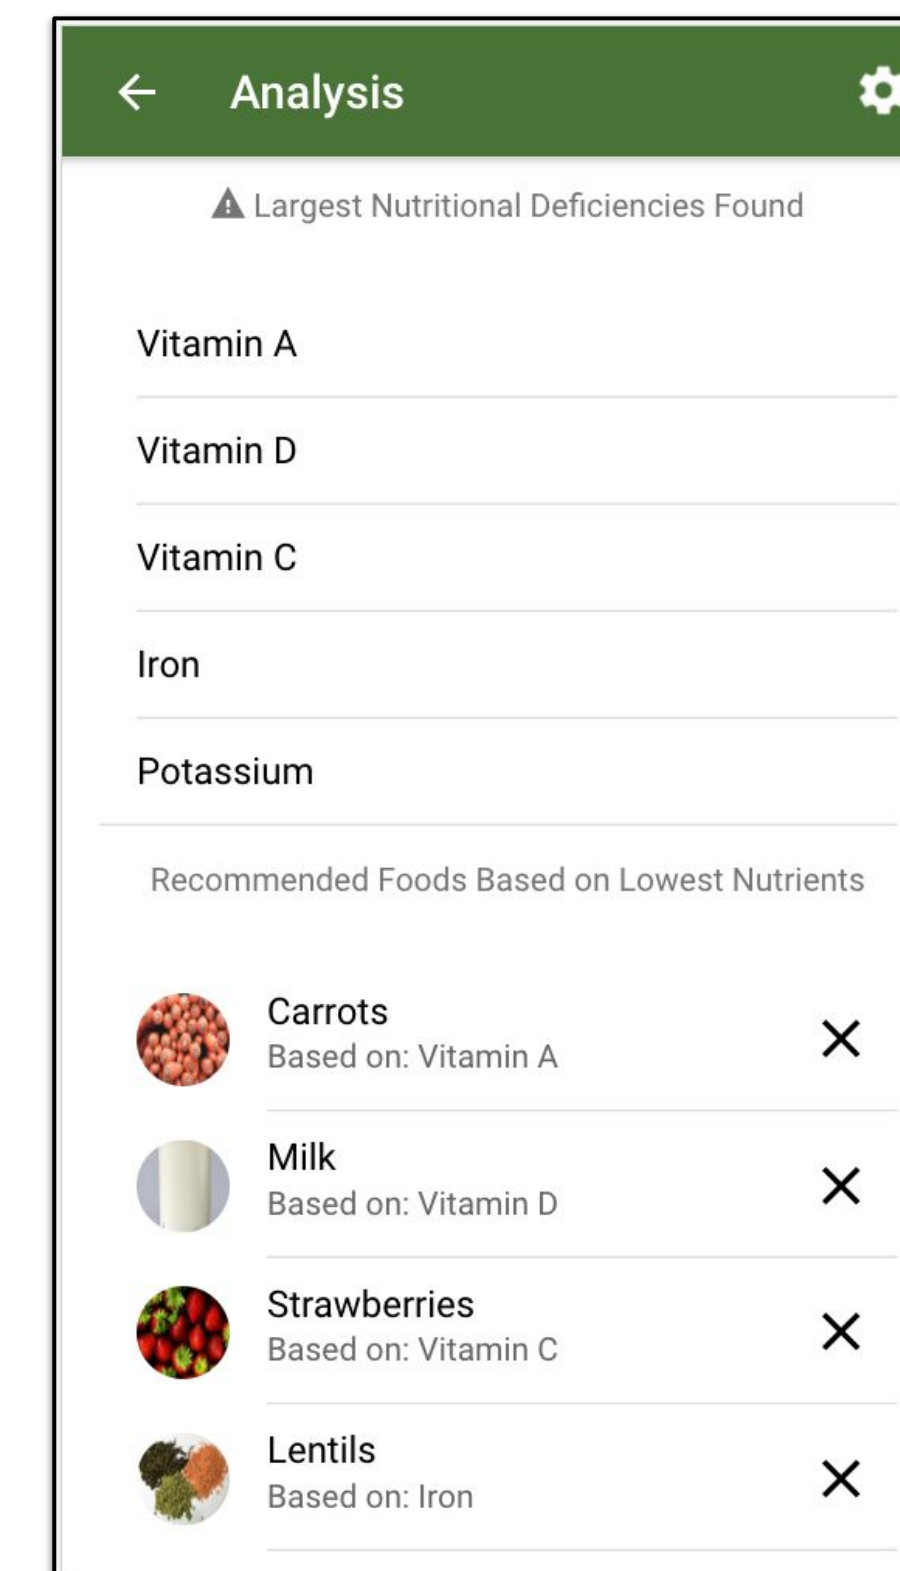 Analysis
Largest Nutritional Deficiencies Found
Vitamin A
Vitamin D
Vitamin C
Iron
Potassium
Recommended Foods Based on Lowest Nutrients
Carrots
Based on: Vitamin A
Milk
Based on: Vitamin D
Strawberries
Based on: Vitamin C
Lentils
Based on: Iron